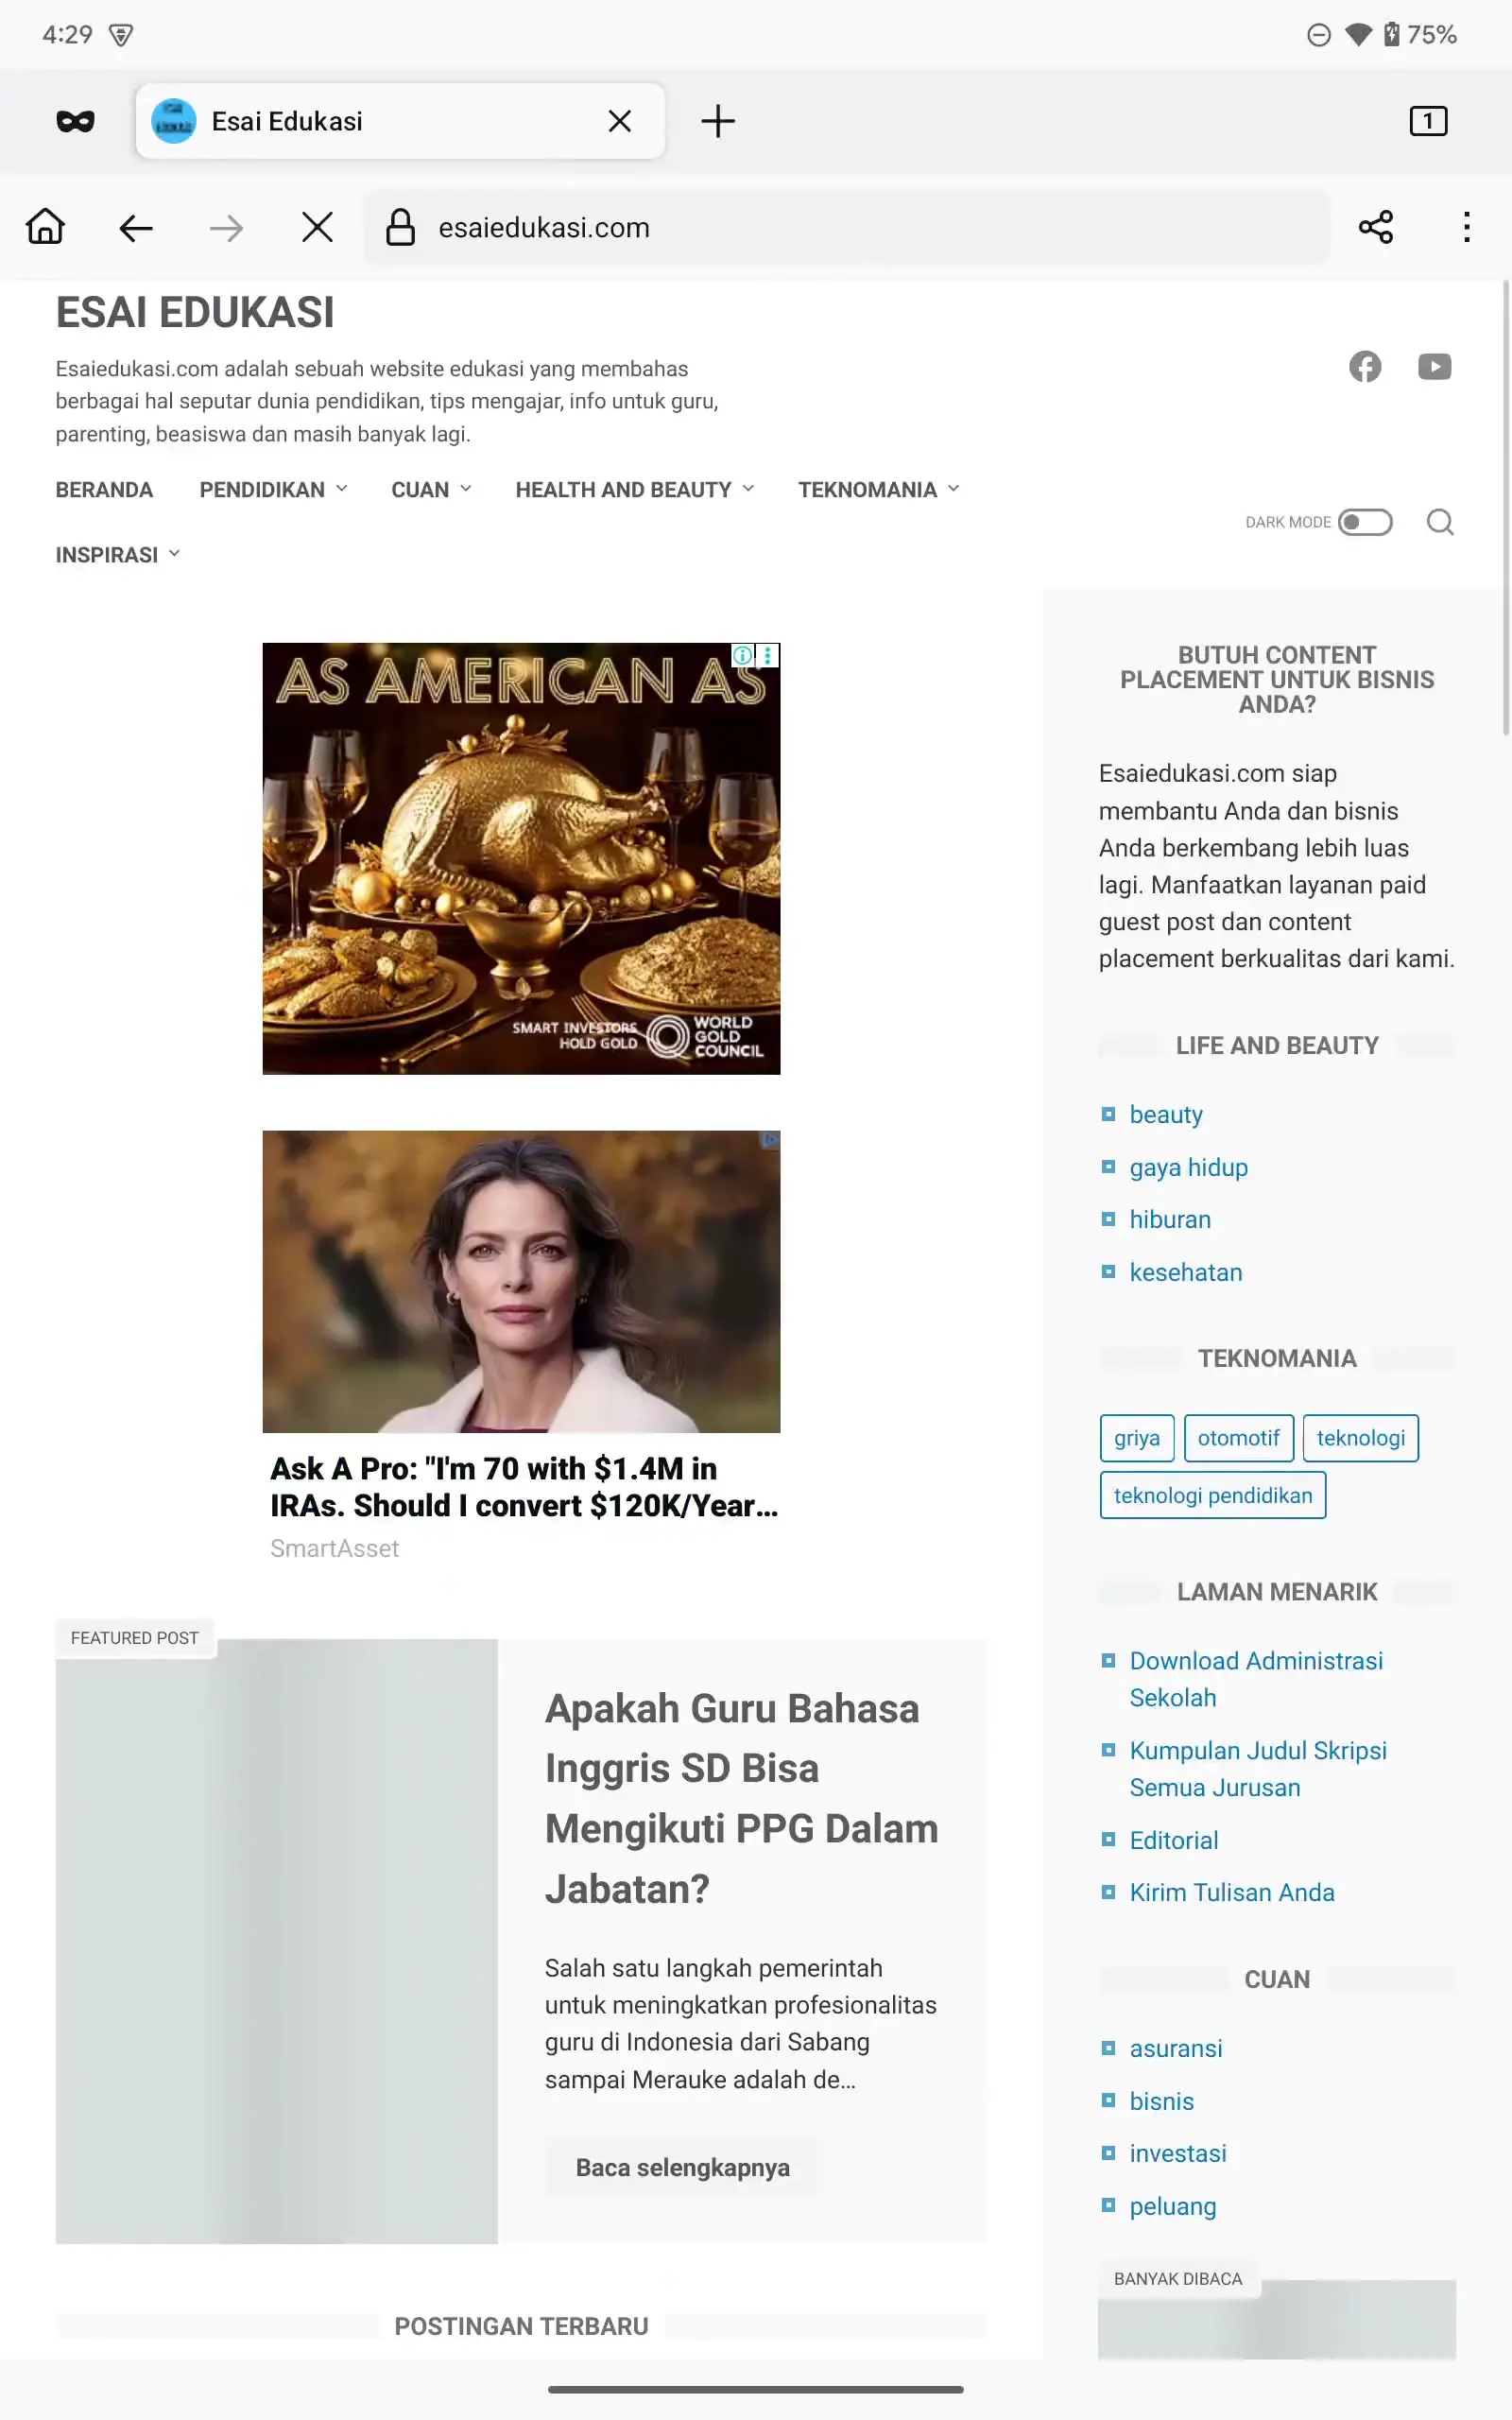 4:29
75%
Esai Edukasi
1
esaiedukasi.com
ESAI EDUKASI
Esaiedukasi.com adalah sebuah website edukasi yang membahas
berbagai hal seputar dunia pendidikan, tips mengajar, info untuk guru,
parenting, beasiswa dan masih banyak lagi.
BERANDA PENDIDIKAN CUAN HEALTH AND BEAUTY TEKNOMANIA
INSPIRASI
DARK MODE
AS AMERICAN AS
SMART INVESTORS
HOLD GOLD
WORLD
GOLD
COUNCIL
Ask A Pro: "I'm 70 with $1.4M in
IRAs. Should I convert $120K/Year...
SmartAsset
FEATURED POST
Apakah Guru Bahasa
Inggris SD Bisa
Mengikuti PPG Dalam
Jabatan?
Salah satu langkah pemerintah
untuk meningkatkan profesionalitas
guru di Indonesia dari Sabang
sampai Merauke adalah de...
Baca selengkapnya
POSTINGAN TERBARU
BUTUH CONTENT
PLACEMENT UNTUK BISNIS
ANDA?
Esaiedukasi.com siap
membantu Anda dan bisnis
Anda berkembang lebih luas
lagi. Manfaatkan layanan paid
guest post dan content
placement berkualitas dari kami.
LIFE AND BEAUTY
beauty
gaya hidup
hiburan
kesehatan
TEKNOMANIA
griya otomotif teknologi
teknologi pendidikan
LAMAN MENARIK
Download Administrasi
Sekolah
Kumpulan Judul Skripsi
Semua Jurusan
Editorial
Kirim Tulisan Anda
CUAN
asuransi
bisnis
investasi
peluang
BANYAK DIBACA